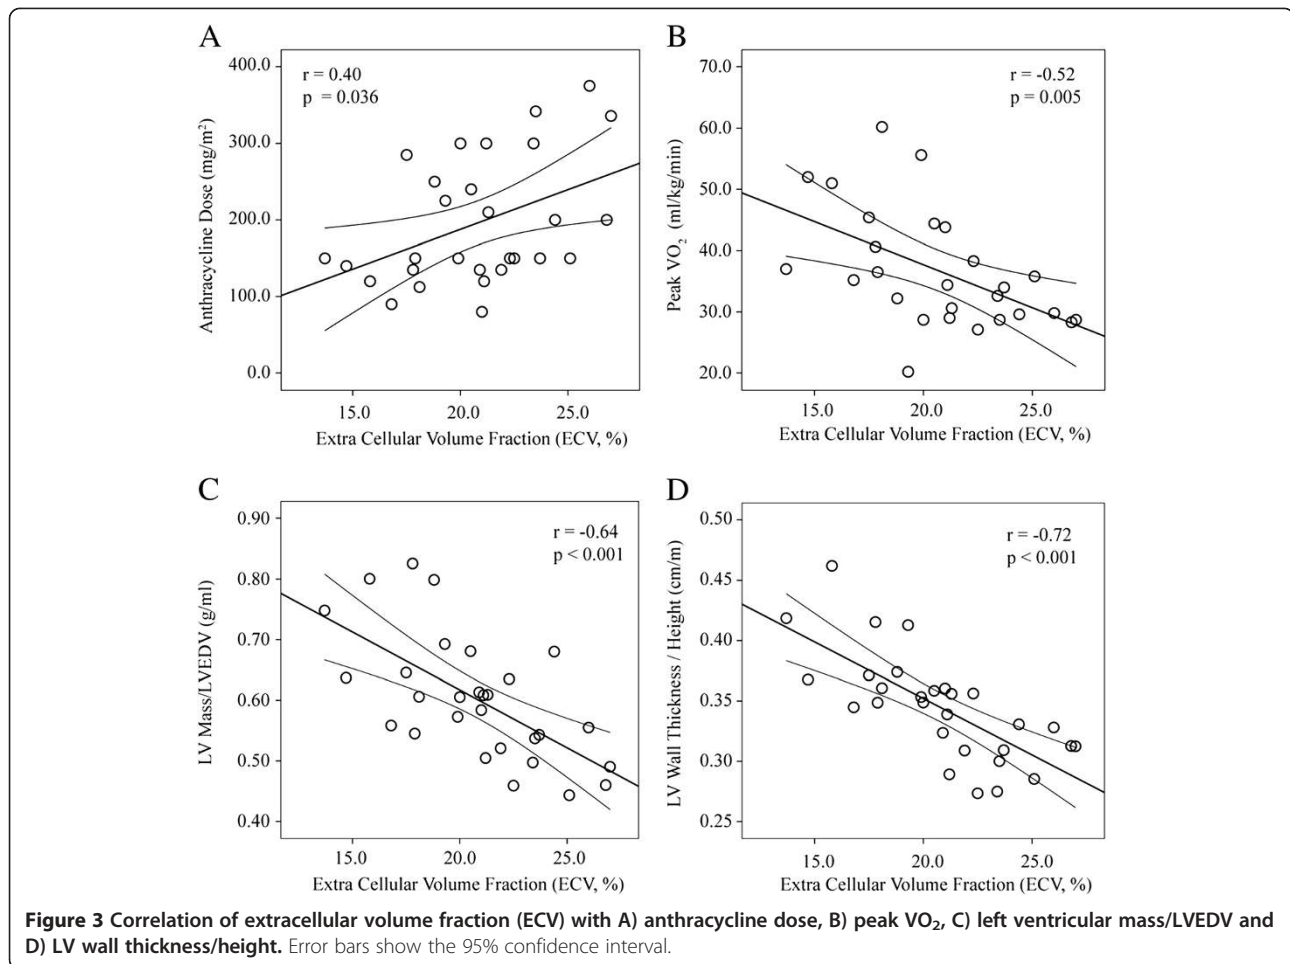 A
400.0
300.0
200.0
100.0
0.0
Anthracycline Dose (mg/m²)
r = 0.40
p = 0.036
15.0 20.0 25.0
Extra Cellular Volume Fraction (ECV, %)
B
70.0
60.0
50.0
40.0
30.0
20.0
Peak VO₂ (ml/kg/min)
r = -0.52
p = 0.005
15.0 20.0 25.0
Extra Cellular Volume Fraction (ECV, %)
C
0.90
0.80
0.70
0.60
0.50
0.40
LV Mass/LVEDV (g/ml)
r = -0.64
p < 0.001
15.0 20.0 25.0
Extra Cellular Volume Fraction (ECV, %)
D
0.50
0.45
0.40
0.35
0.30
0.25
LV Wall Thickness / Height (cm/m)
r = -0.72
p < 0.001
15.0 20.0 25.0
Extra Cellular Volume Fraction (ECV, %)
Figure 3 Correlation of extracellular volume fraction (ECV) with A) anthracycline dose, B) peak VO₂, C) left ventricular mass/LVEDV and
D) LV wall thickness/height. Error bars show the 95% confidence interval.